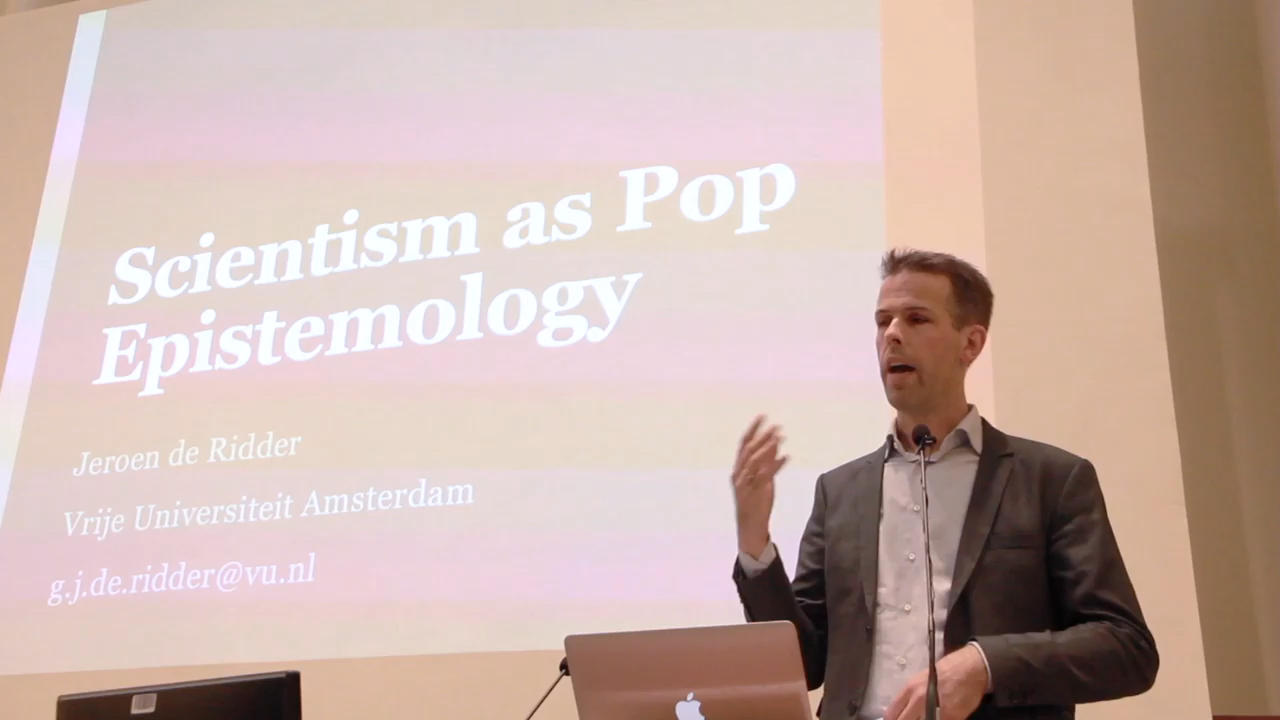 Scientism as Pop
Epistemology
Jeroen de Ridder
Vrije Universiteit Amsterdam
g.j.de.ridder@vu.nl